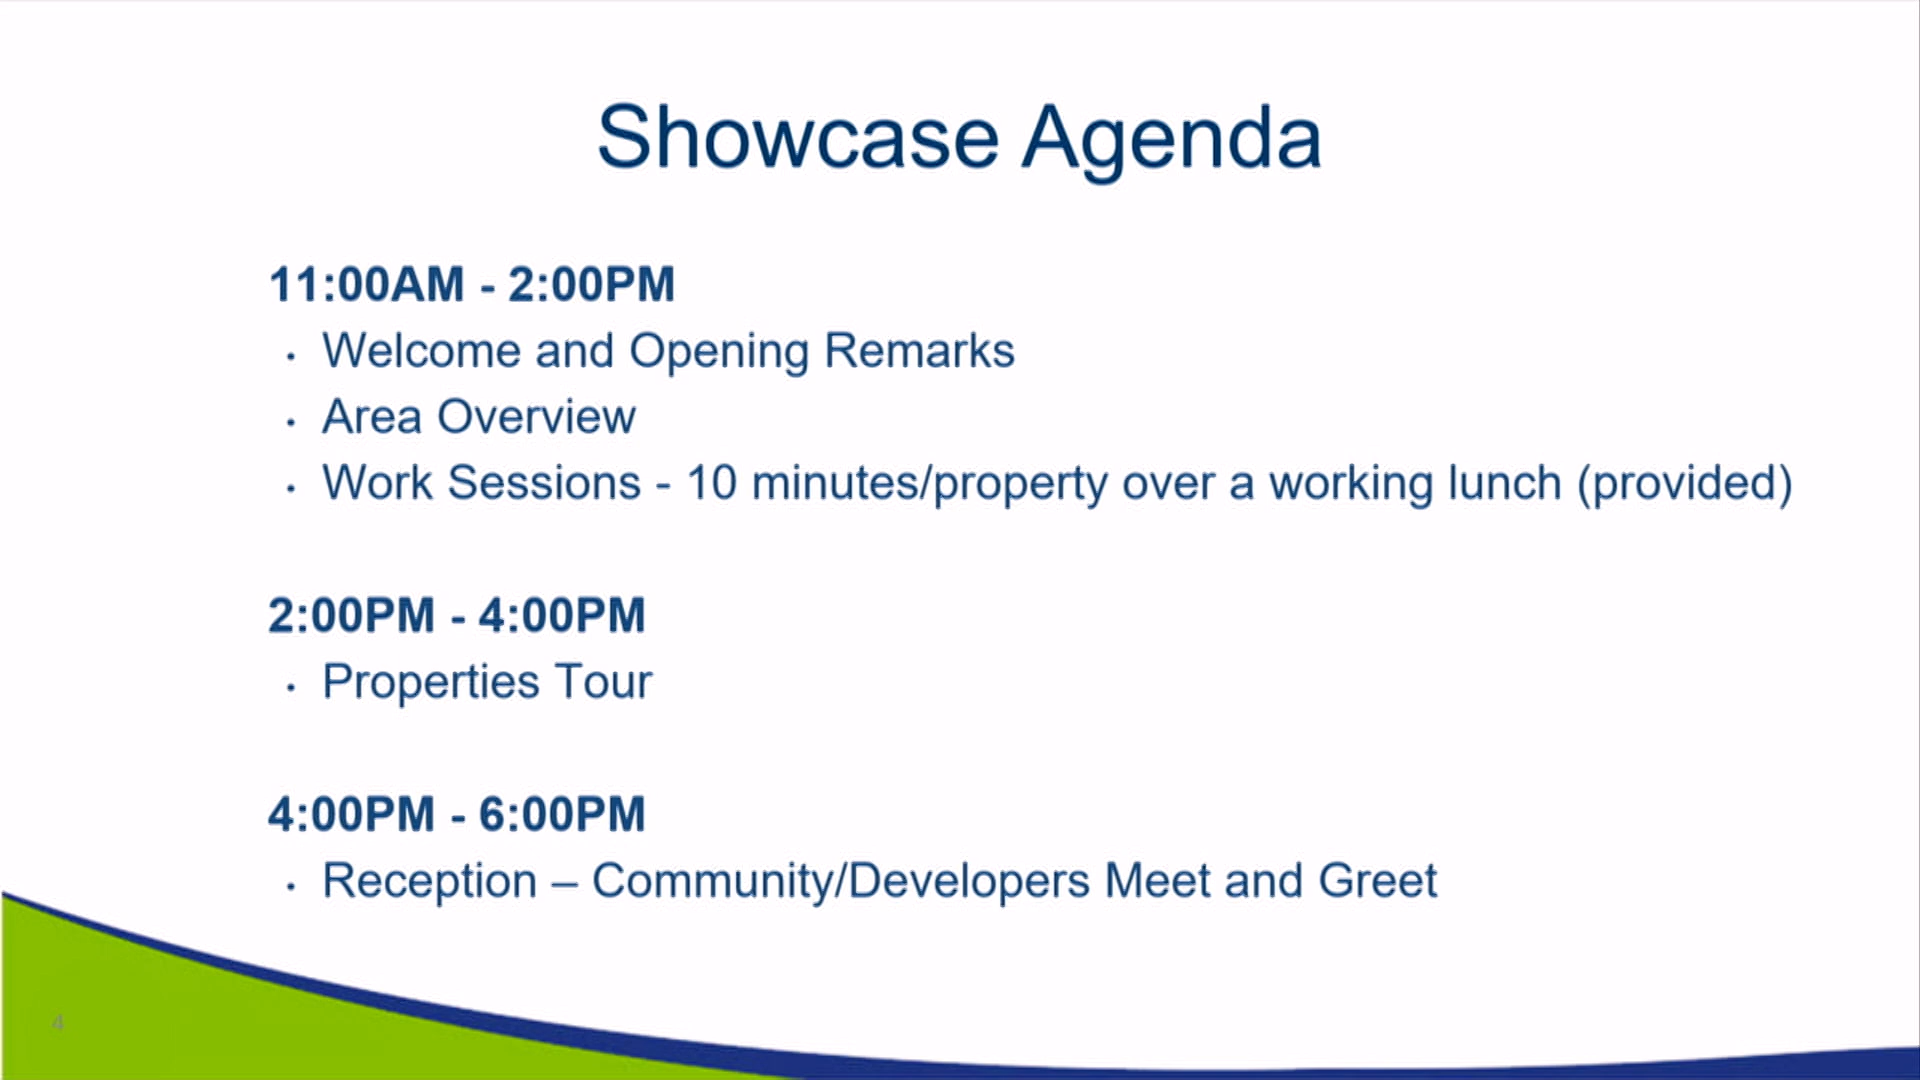 Showcase Agenda
11:00AM - 2:00PM
· Welcome and Opening Remarks
· Area Overview
· Work Sessions - 10 minutes/property over a working lunch (provided)
2:00PM - 4:00PM
· Properties Tour
4:00PM - 6:00PM
· Reception – Community/Developers Meet and Greet
4